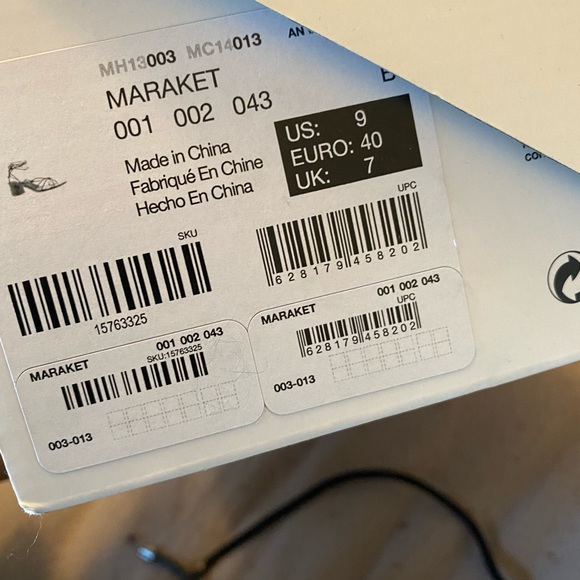 MH13003 MC14013
MARAKET
001 002 043
Made in China
Fabriqué En Chine
Hecho En China
US: 9
EURO: 40
UK: 7
SKU
15763325
UPC
628179458202
MARAKET
001 002 043
SKU:15763325
003-013
MARAKET
001 002 043
UPC
628179458202
003-013